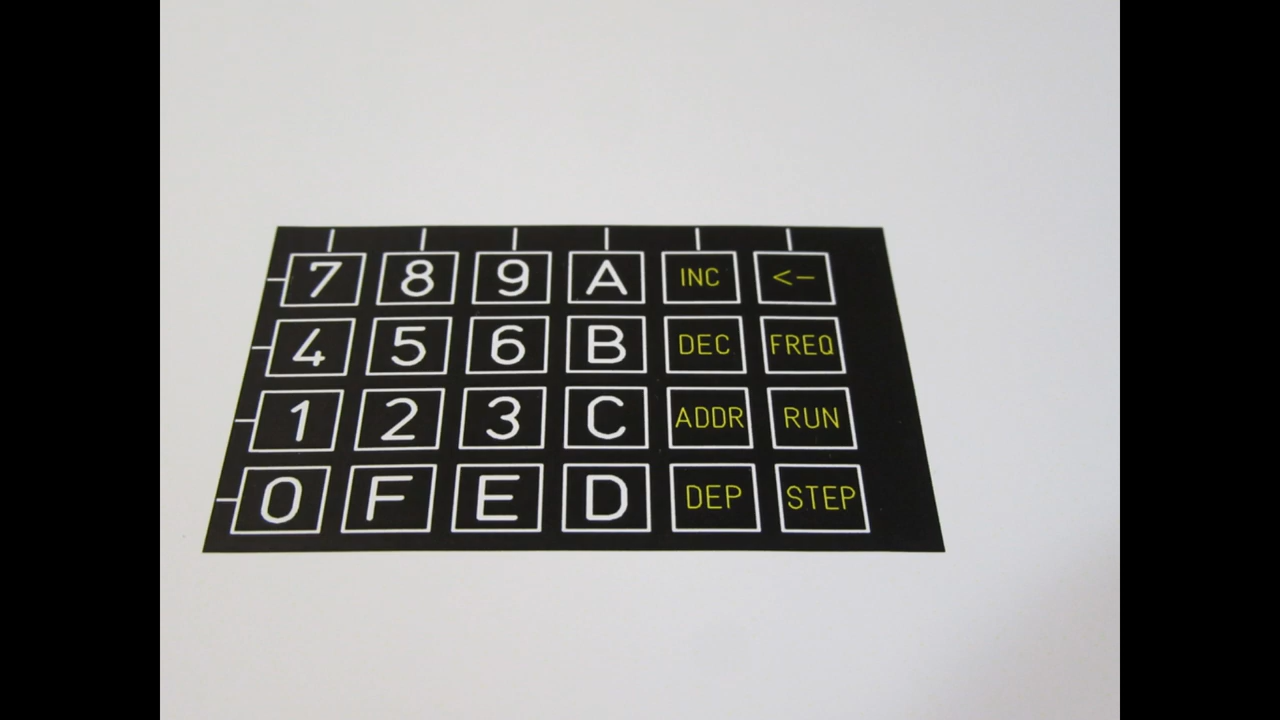 7 8 9 A INC <-
4 5 6 B DEC FREQ
1 2 3 C ADDR RUN
0 F E D DEP STEP